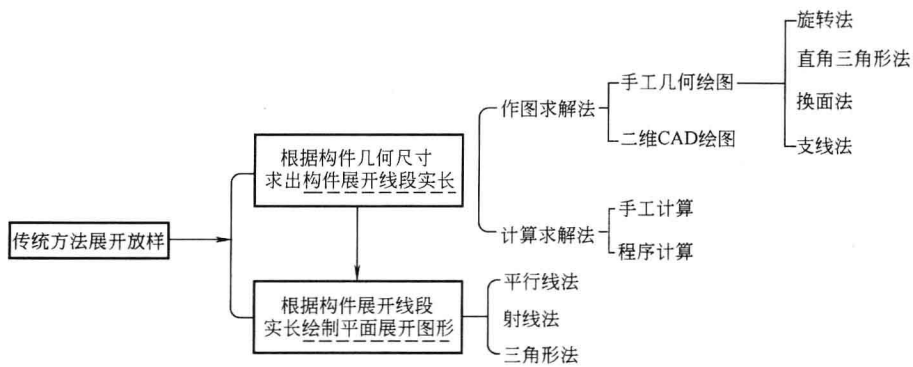 传统方法展开放样
根据构件几何尺寸
求出构件展开线段实长
作图求解法
手工几何绘图
旋转法
直角三角形法
换面法
支线法
二维CAD绘图
计算求解法
手工计算
程序计算
根据构件展开线段
实长绘制平面展开图形
平行线法
射线法
三角形法